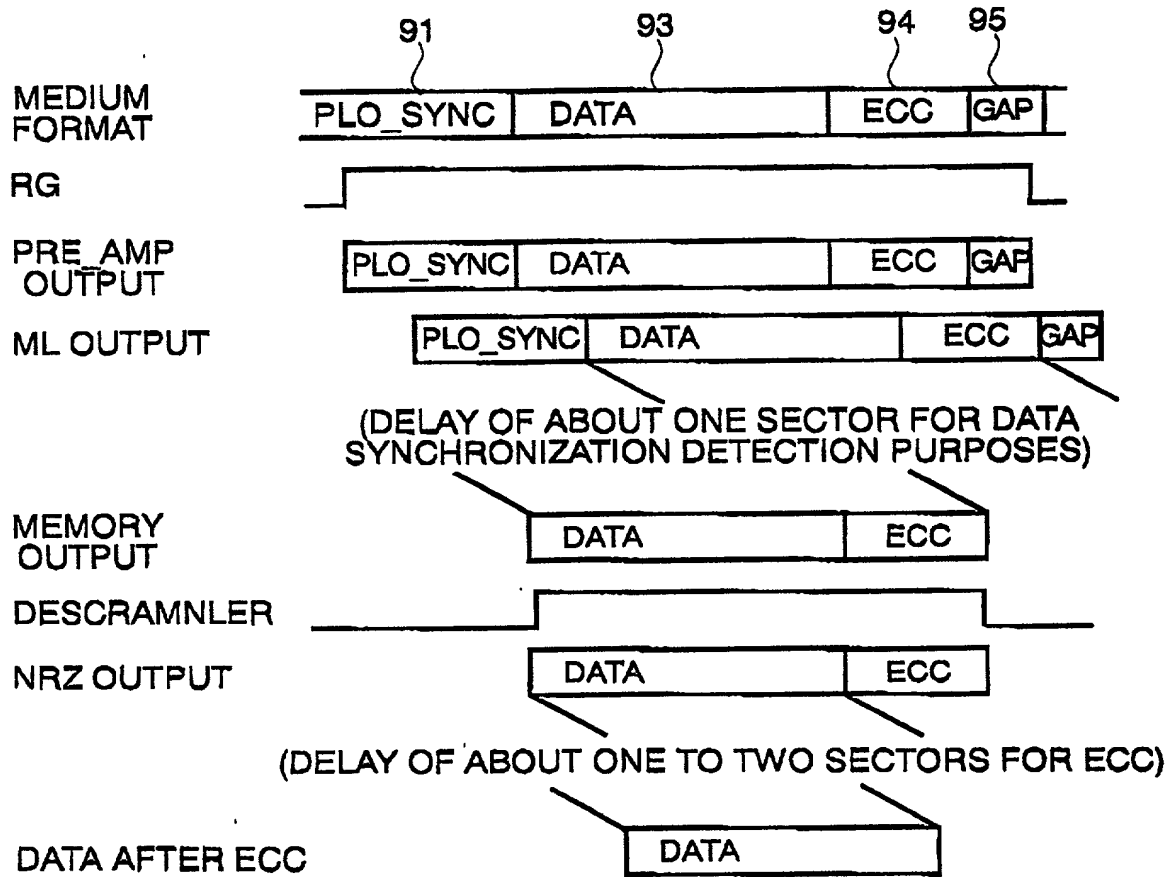 91 93 94 95
MEDIUM
FORMAT
PLO_SYNC DATA ECC GAP
RG
PRE_AMP
OUTPUT
PLO_SYNC DATA ECC GAP
ML OUTPUT
PLO_SYNC DATA ECC GAP
(DELAY OF ABOUT ONE SECTOR FOR DATA
SYNCHRONIZATION DETECTION PURPOSES)
MEMORY
OUTPUT
DATA ECC
DESCRAMNLER
NRZ OUTPUT
DATA ECC
(DELAY OF ABOUT ONE TO TWO SECTORS FOR ECC)
DATA AFTER ECC
DATA